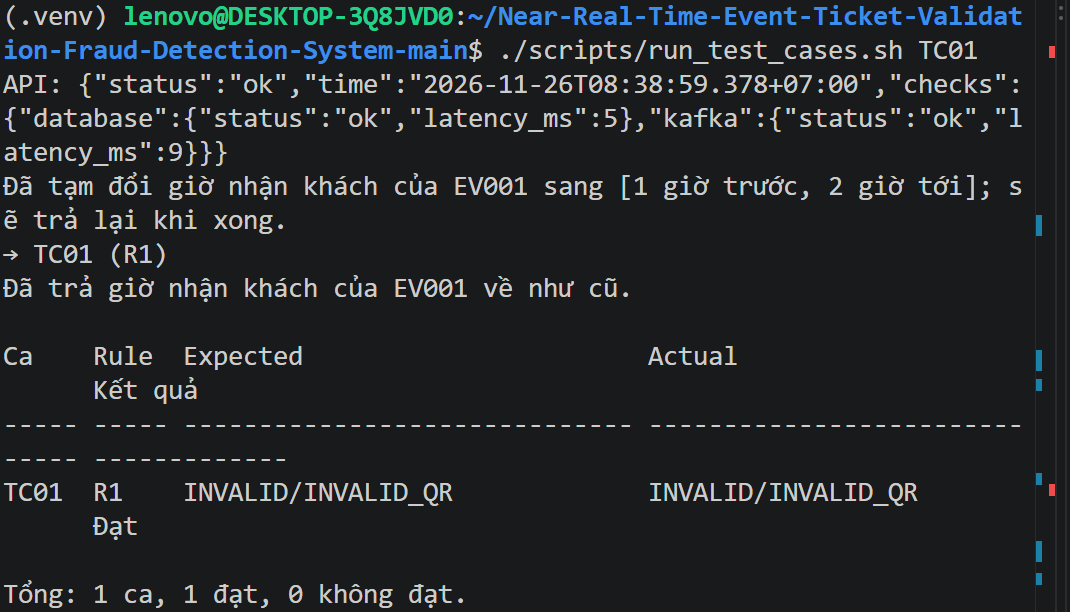 (.venv) lenovo@DESKTOP-3Q8JVD0:~/Near-Real-Time-Event-Ticket-Validat
ion-Fraud-Detection-System-main$ ./scripts/run_test_cases.sh TC01
API: {"status":"ok","time":"2026-11-26T08:38:59.378+07:00","checks":
{"database":{"status":"ok","latency_ms":5},"kafka":{"status":"ok","l
atency_ms":9}}}
Đã tạm đổi giờ nhận khách của EV001 sang [1 giờ trước, 2 giờ tới]; s
ẽ trả lại khi xong.
→ TC01 (R1)
Đã trả giờ nhận khách của EV001 về như cũ.
Ca    Rule  Expected                       Actual
      Kết quả
----- ----- ------------------------------ -------------------------
----- -------------
TC01  R1    INVALID/INVALID_QR             INVALID/INVALID_QR
      Đạt
Tổng: 1 ca, 1 đạt, 0 không đạt.